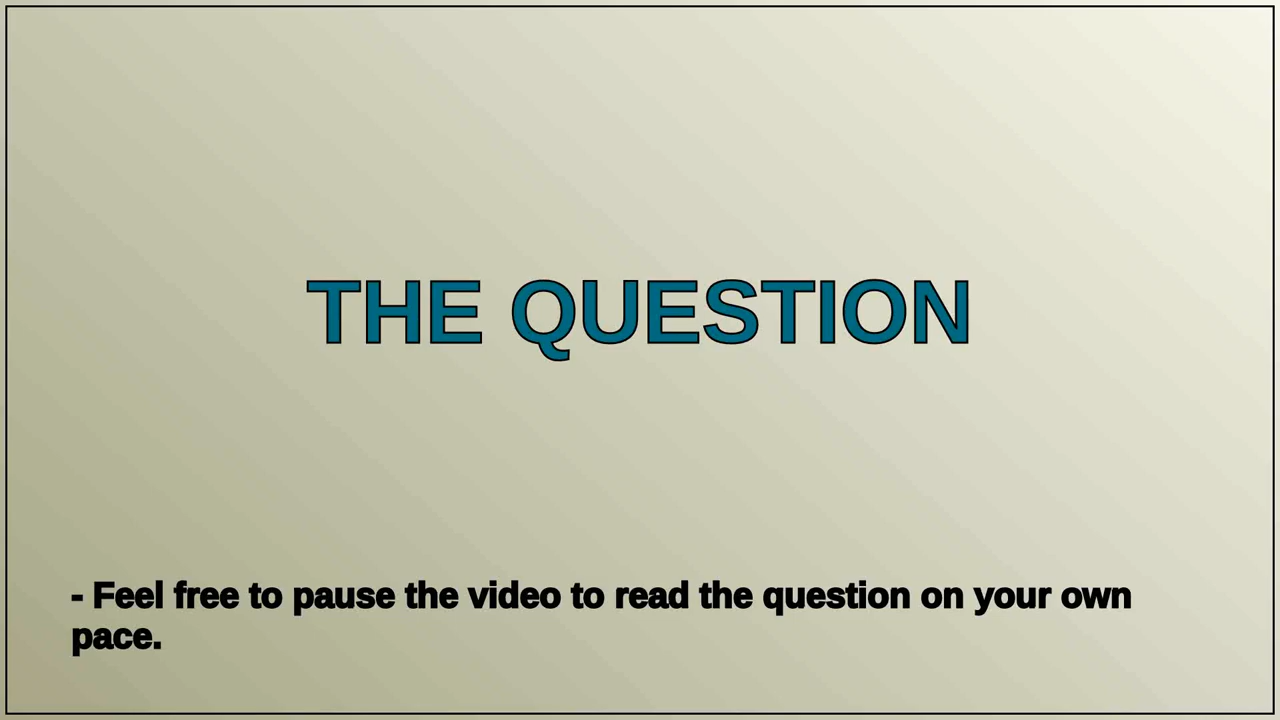 THE QUESTION
- Feel free to pause the video to read the question on your own
pace.